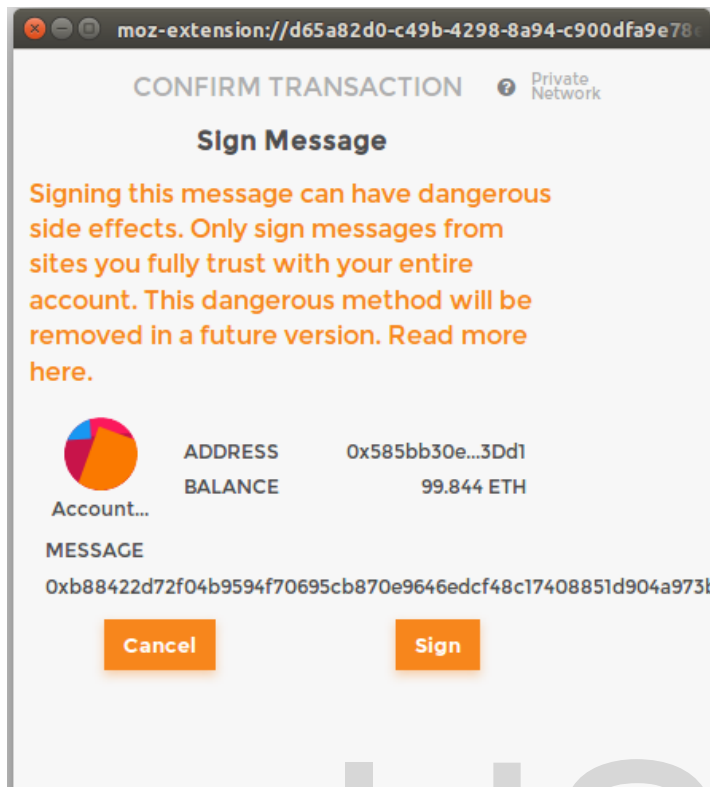 moz-extension://d65a82d0-c49b-4298-8a94-c900dfa9e78
CONFIRM TRANSACTION ? Private Network
Sign Message
Signing this message can have dangerous
side effects. Only sign messages from
sites you fully trust with your entire
account. This dangerous method will be
removed in a future version. Read more
here.
ADDRESS 0x585bb30e...3Dd1
BALANCE 99.844 ETH
Account...
MESSAGE
0xb88422d72f04b9594f70695cb870e9646edcf48c17408851d904a973
Cancel Sign